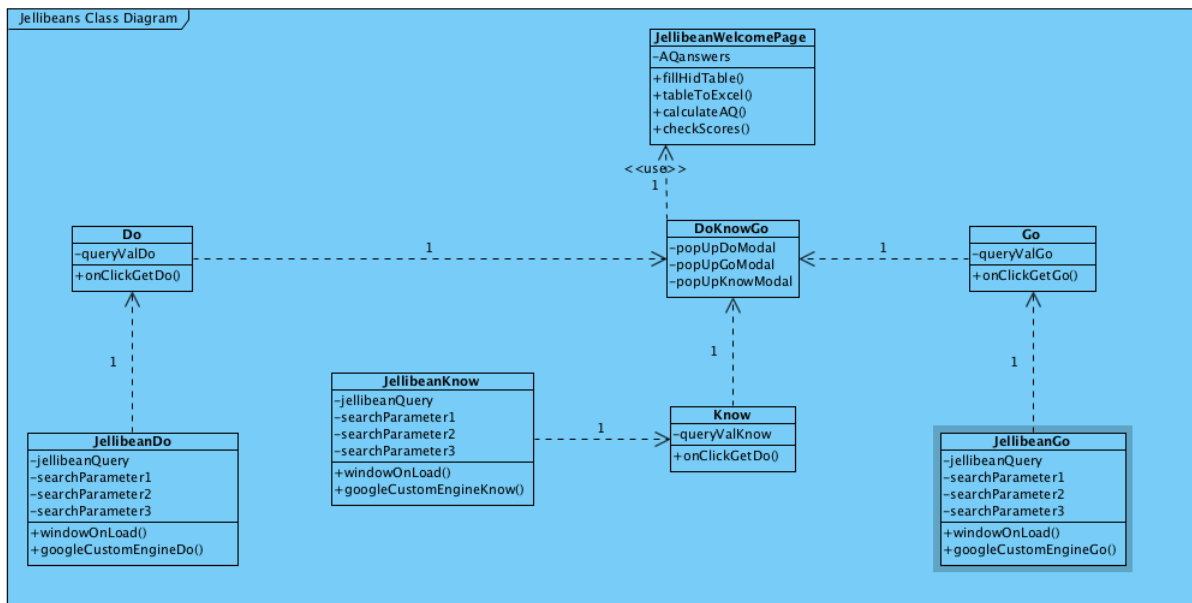 Jellibeans Class Diagram
JellibeanWelcomePage
-AQanswers
+fillHidTable()
+tableToExcel()
+calculateAQ()
+checkScores()
<<use>>
1
Do
-queryValDo
+onClickGetDo()
1
DoKnowGo
-popUpDoModal
-popUpGoModal
-popUpKnowModal
1
Go
-queryValGo
+onClickGetGo()
1
1
1
JellibeanKnow
-jellibeanQuery
-searchParameter1
-searchParameter2
-searchParameter3
+windowOnLoad()
+googleCustomEngineKnow()
1
Know
-queryValKnow
+onClickGetDo()
JellibeanDo
-jellibeanQuery
-searchParameter1
-searchParameter2
-searchParameter3
+windowOnLoad()
+googleCustomEngineDo()
JellibeanGo
-jellibeanQuery
-searchParameter1
-searchParameter2
-searchParameter3
+windowOnLoad()
+googleCustomEngineGo()